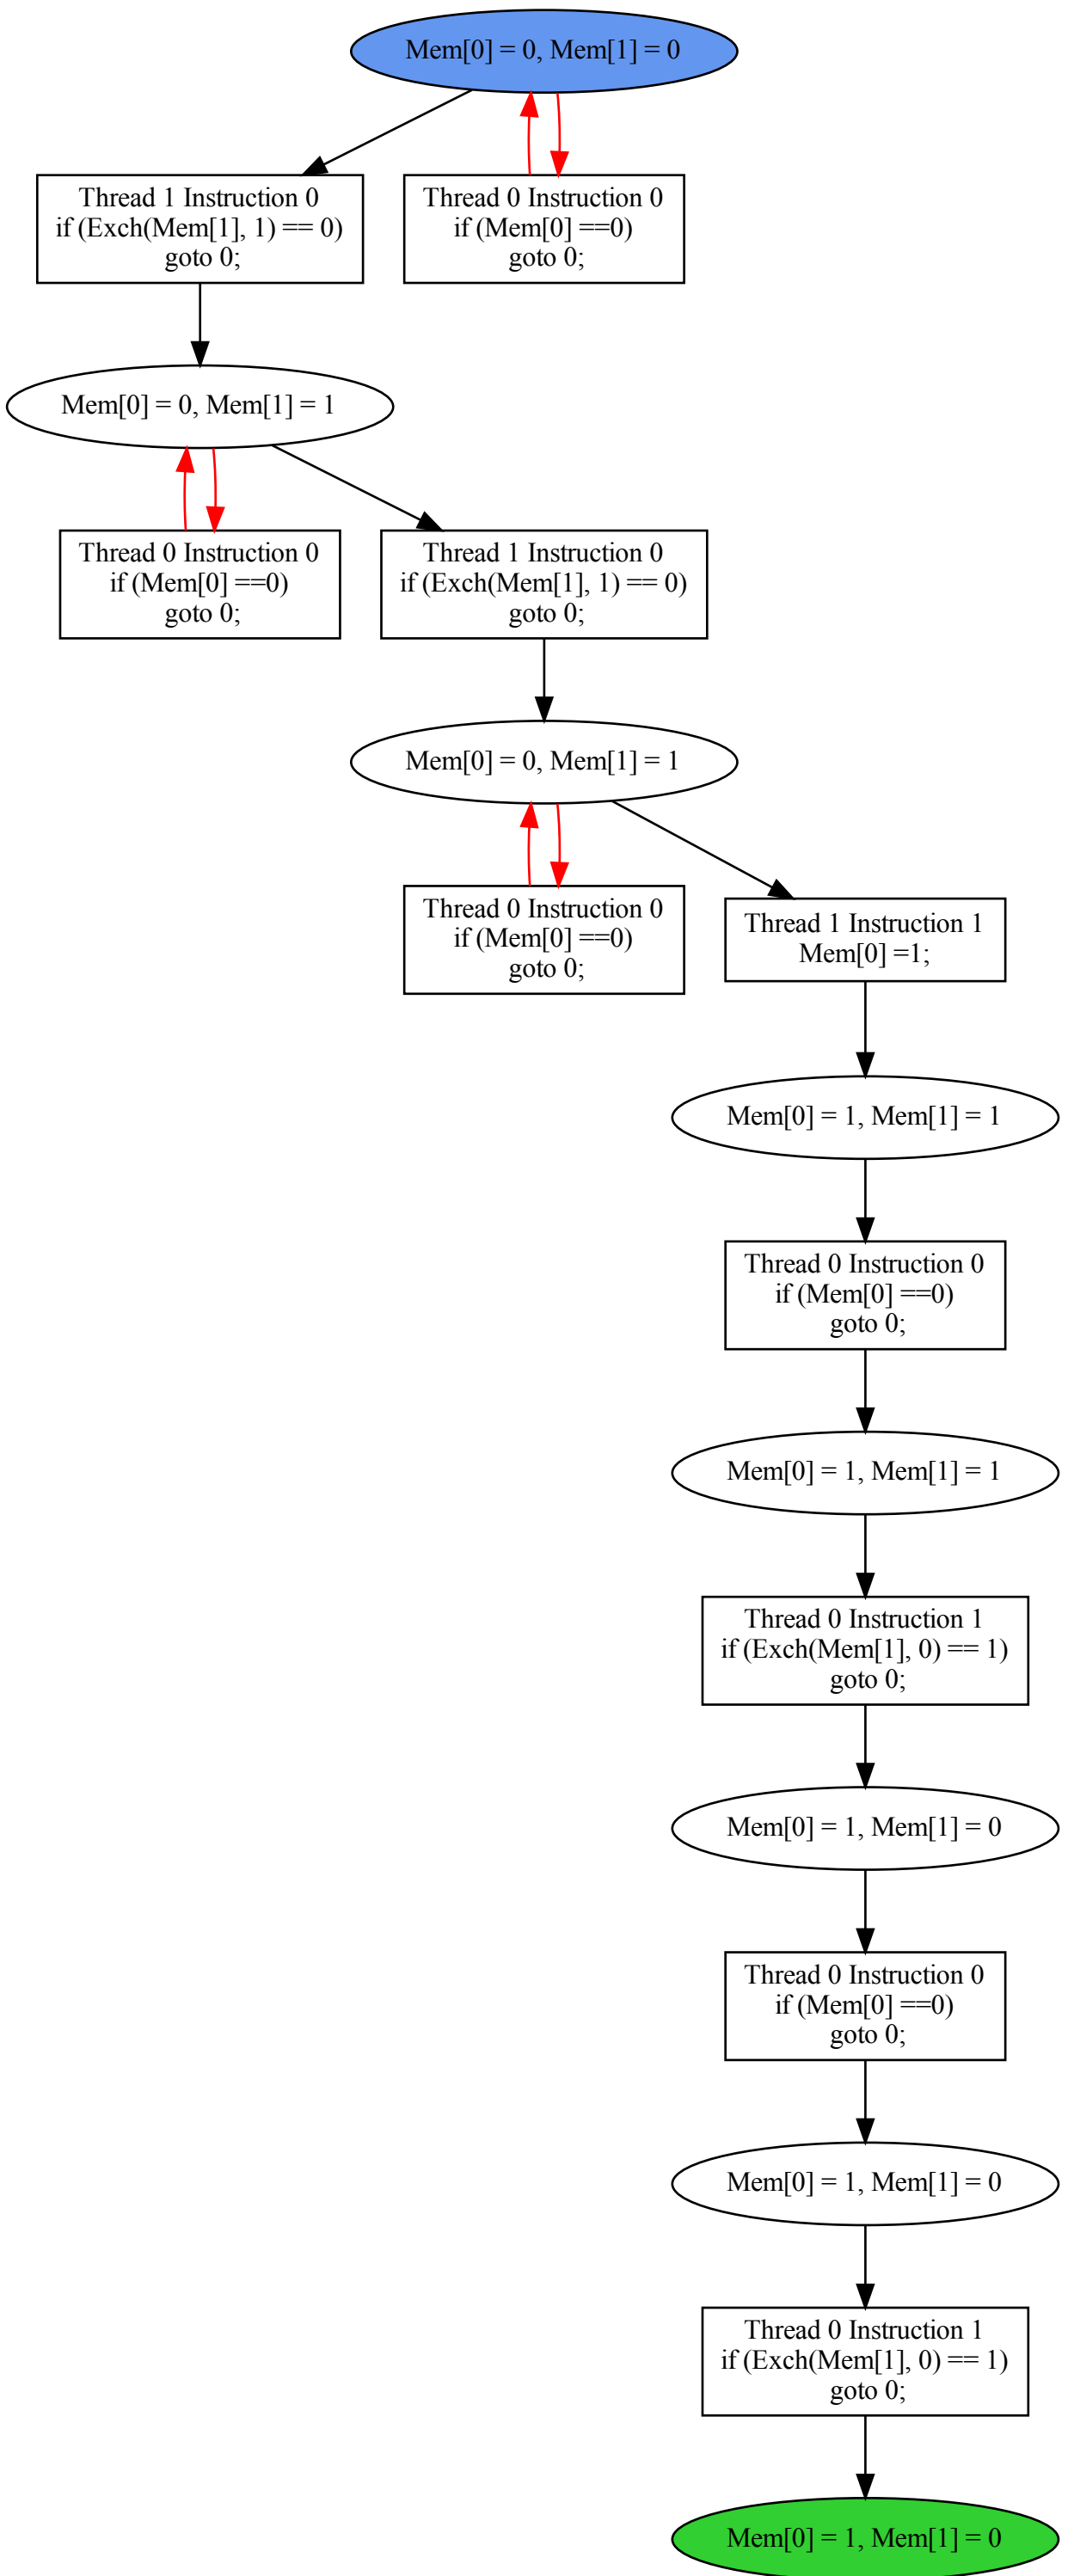 Mem[0] = 0, Mem[1] = 0
Thread 1 Instruction 0
if (Exch(Mem[1], 1) == 0)
goto 0;
Thread 0 Instruction 0
if (Mem[0] ==0)
goto 0;
Mem[0] = 0, Mem[1] = 1
Thread 0 Instruction 0
if (Mem[0] ==0)
goto 0;
Thread 1 Instruction 0
if (Exch(Mem[1], 1) == 0)
goto 0;
Mem[0] = 0, Mem[1] = 1
Thread 0 Instruction 0
if (Mem[0] ==0)
goto 0;
Thread 1 Instruction 1
Mem[0] =1;
Mem[0] = 1, Mem[1] = 1
Thread 0 Instruction 0
if (Mem[0] ==0)
goto 0;
Mem[0] = 1, Mem[1] = 1
Thread 0 Instruction 1
if (Exch(Mem[1], 0) == 1)
goto 0;
Mem[0] = 1, Mem[1] = 0
Thread 0 Instruction 0
if (Mem[0] ==0)
goto 0;
Mem[0] = 1, Mem[1] = 0
Thread 0 Instruction 1
if (Exch(Mem[1], 0) == 1)
goto 0;
Mem[0] = 1, Mem[1] = 0